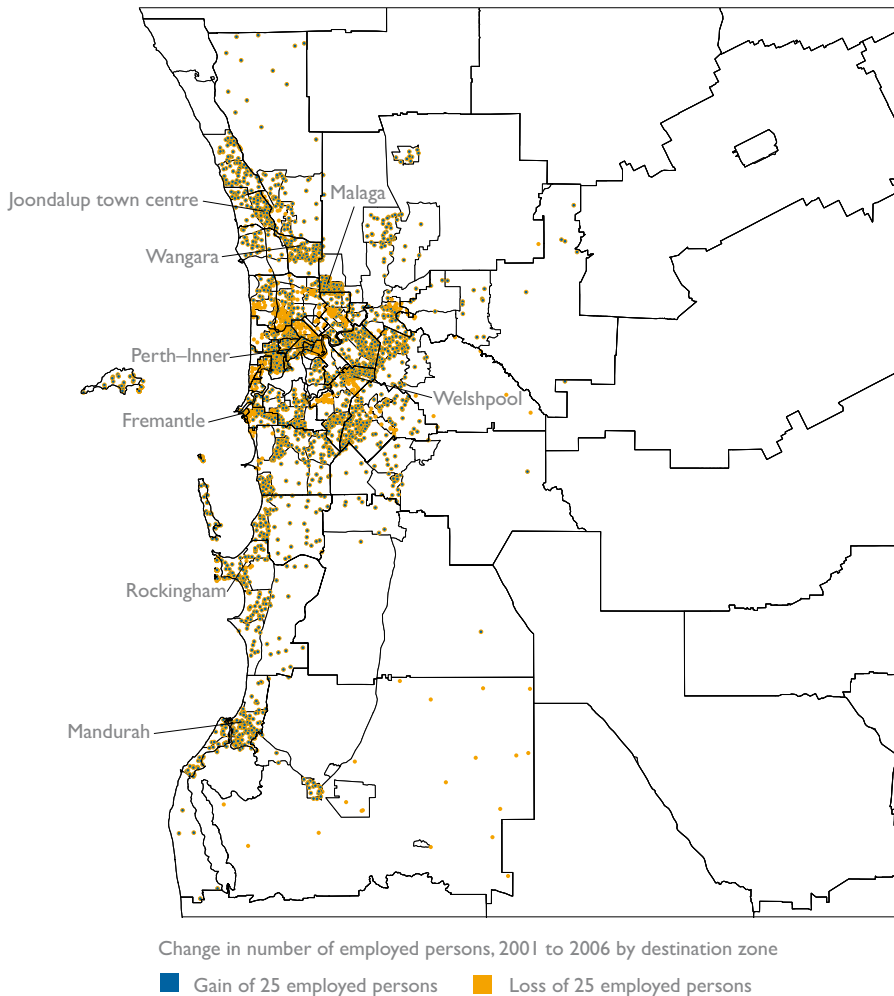 Malaga
Joondalup town centre
Wangara
Perth–Inner
Welshpool
Fremantle
Rockingham
Mandurah
Change in number of employed persons, 2001 to 2006 by destination zone
Gain of 25 employed persons
Loss of 25 employed persons